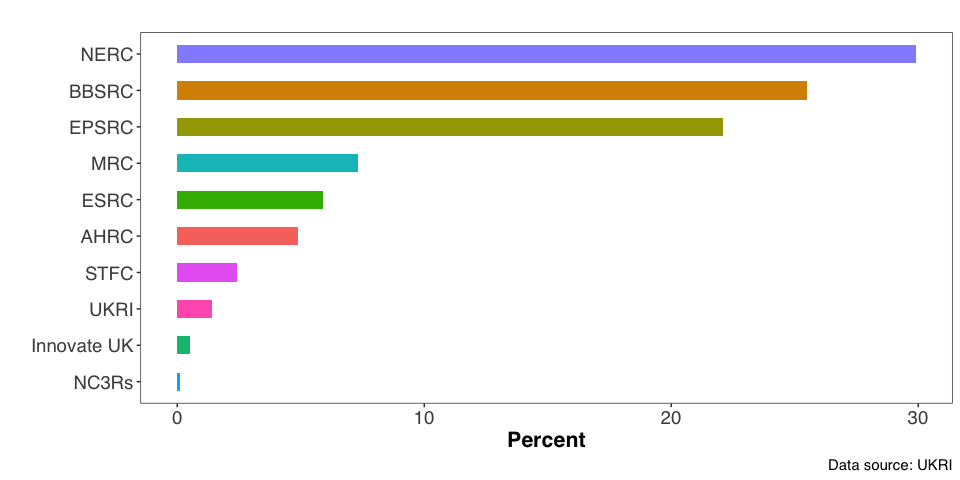 NERC
BBSRC
EPSRC
MRC
ESRC
AHRC
STFC
UKRI
Innovate UK
NC3Rs
0 10 20 30
Percent
Data source: UKRI